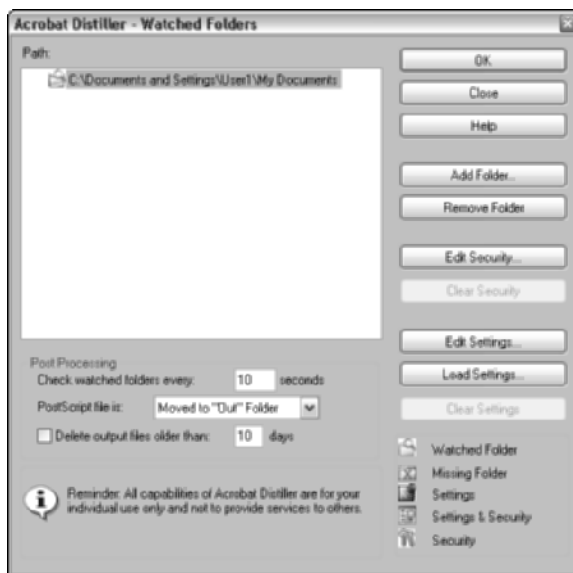 Acrobat Distiller - Watched Folders
Path:
C:\Documents and Settings\User1\My Documents
OK
Close
Help
Add Folder...
Remove Folder
Edit Security...
Clear Security
Edit Settings...
Load Settings...
Clear Settings
Post Processing
Check watched folders every: 10 seconds
PostScript file is: Moved to "Out" Folder
Delete output files older than: 10 days
Reminder: All capabilities of Acrobat Distiller are for your
individual use only and not to provide services to others.
Watched Folder
Missing Folder
Settings
Settings & Security
Security